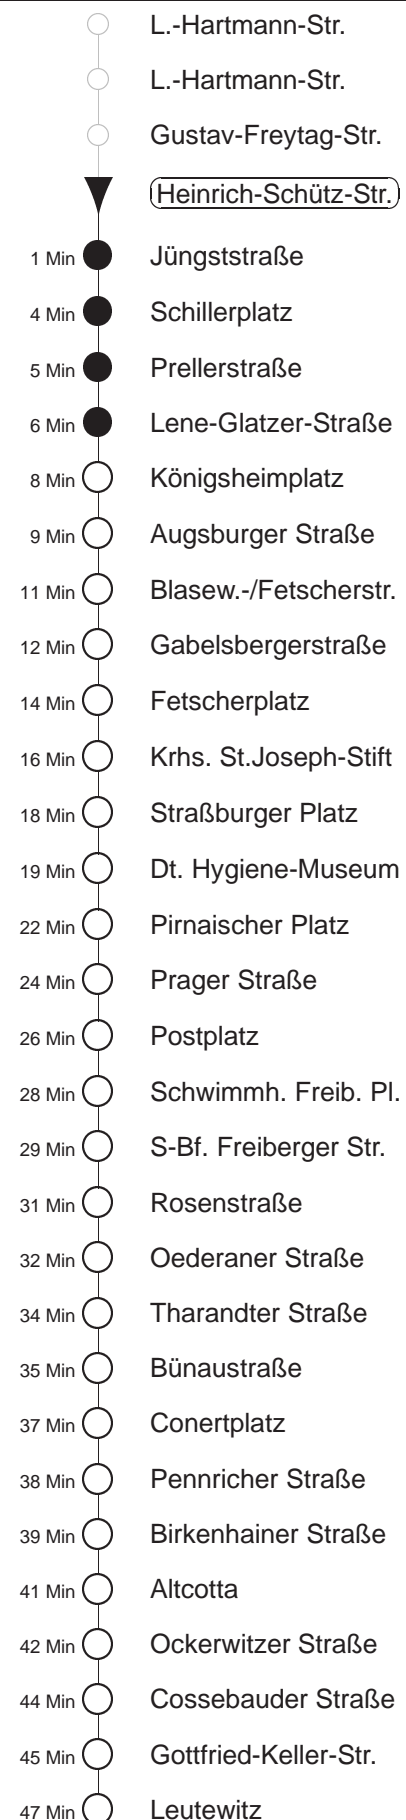 L.-Hartmann-Str.
L.-Hartmann-Str.
Gustav-Freytag-Str.
Heinrich-Schütz-Str.
1 Min Jüngststraße
4 Min Schillerplatz
5 Min Prellerstraße
6 Min Lene-Glatzer-Straße
8 Min Königsheimplatz
9 Min Augsburger Straße
11 Min Blasew.-/Fetscherstr.
12 Min Gabelsbergerstraße
14 Min Fetscherplatz
16 Min Krhs. St.Joseph-Stift
18 Min Straßburger Platz
19 Min Dt. Hygiene-Museum
22 Min Pirnaischer Platz
24 Min Prager Straße
26 Min Postplatz
28 Min Schwimmh. Freib. Pl.
29 Min S-Bf. Freiberger Str.
31 Min Rosenstraße
32 Min Oederaner Straße
34 Min Tharandter Straße
35 Min Bünaustraße
37 Min Conertplatz
38 Min Pennricher Straße
39 Min Birkenhainer Straße
41 Min Altcotta
42 Min Ockerwitzer Straße
44 Min Cossebauder Straße
45 Min Gottfried-Keller-Str.
47 Min Leutewitz